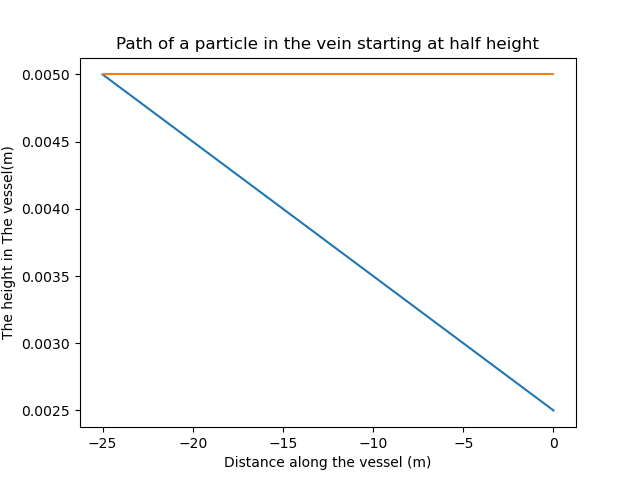 Path of a particle in the vein starting at half height
0.0050
0.0045
0.0040
0.0035
0.0030
0.0025
The height in The vessel(m)
−25 −20 −15 −10 −5 0
Distance along the vessel (m)